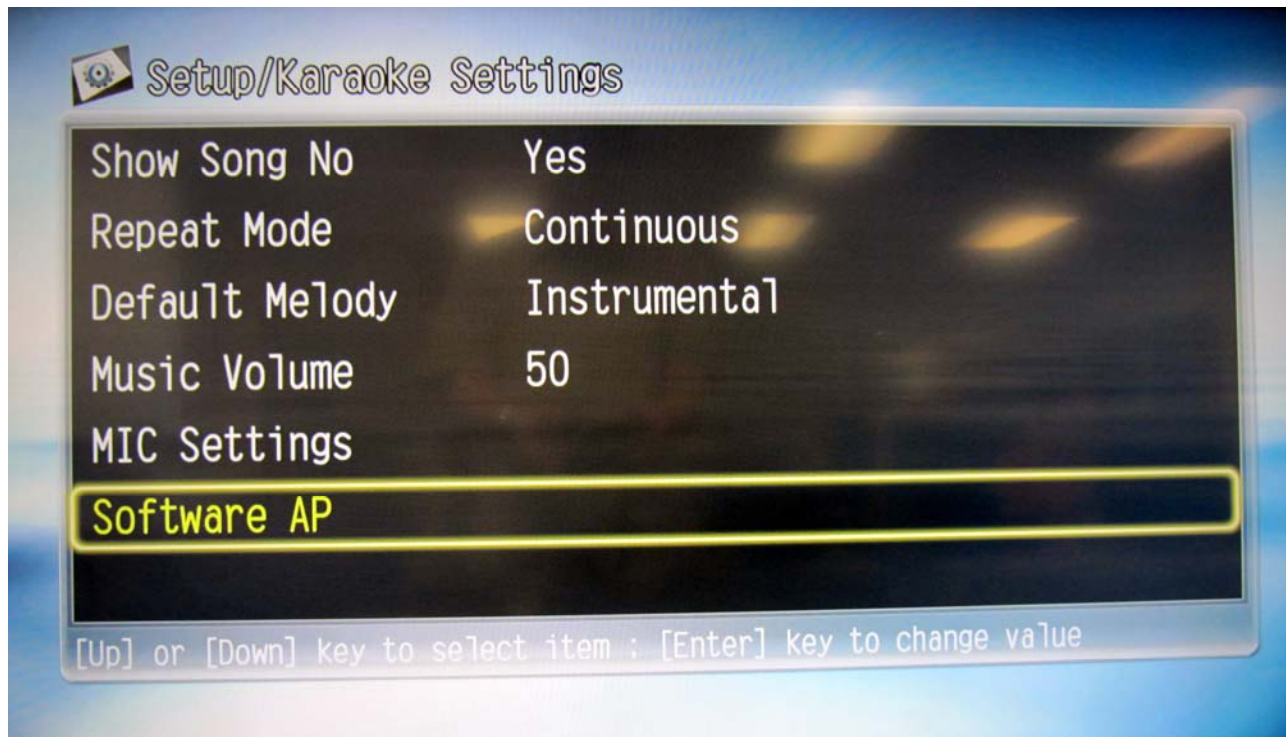 Setup/Karaoke Settings
Show Song No Yes
Repeat Mode Continuous
Default Melody Instrumental
Music Volume 50
MIC Settings
Software AP
[Up] or [Down] key to select item : [Enter] key to change value